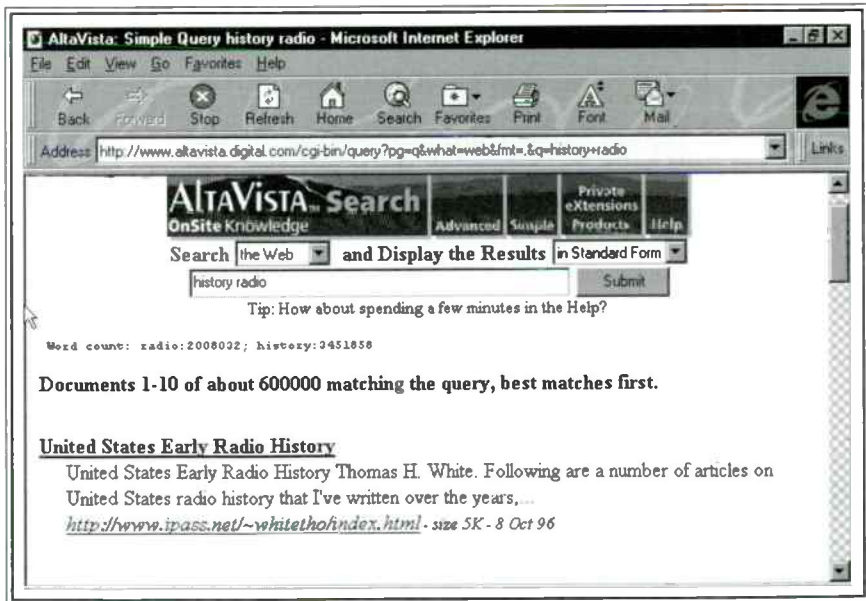 AltaVista: Simple Query history radio - Microsoft Internet Explorer
File Edit View Go Favorites Help
Back Forward Stop Refresh Home Search Favorites Print Font Mail
Address http://www.altavista.digital.com/cgi-bin/query?pg=q&what=web&fmt=.&q=history+radio Links
ALTAVISTA™ Search
OnSite Knowledge
Advanced Simple Private eXtensions Products Help
Search the Web and Display the Results in Standard Form
history radio Submit
Tip: How about spending a few minutes in the Help?
Word count: radio:2008032; history:3451858
Documents 1-10 of about 600000 matching the query, best matches first.
United States Early Radio History
United States Early Radio History Thomas H. White. Following are a number of articles on
United States radio history that I've written over the years,...
http://www.ipass.net/~whitetho/index.html - size 5K - 8 Oct 96